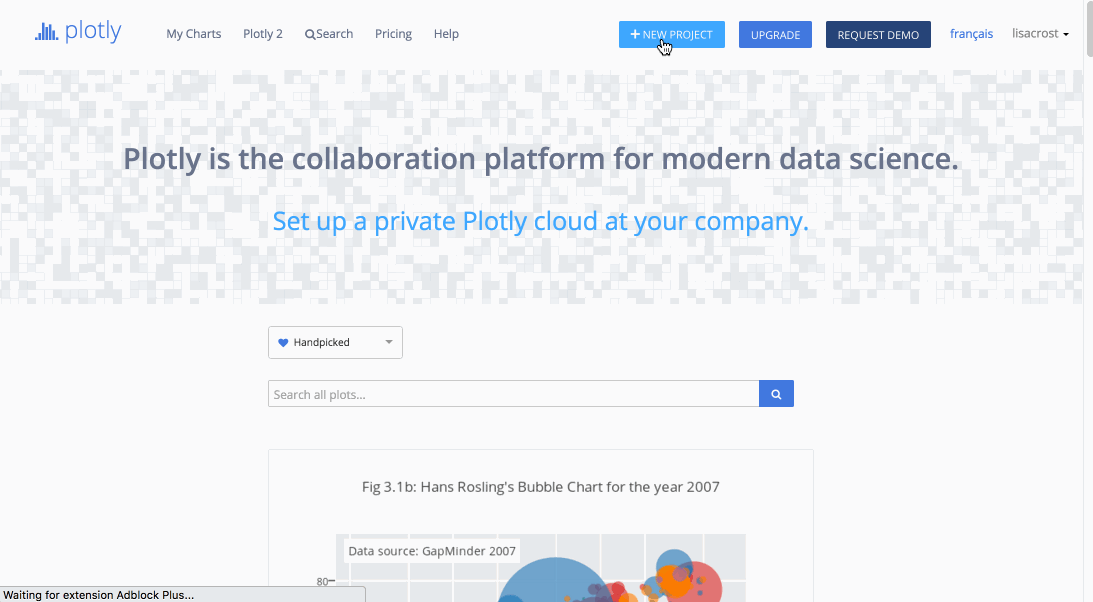 plotly
My Charts Plotly 2 Search Pricing Help
+ NEW PROJECT UPGRADE REQUEST DEMO français lisacrost
Plotly is the collaboration platform for modern data science.
Set up a private Plotly cloud at your company.
Handpicked
Search all plots...
Fig 3.1b: Hans Rosling's Bubble Chart for the year 2007
Data source: GapMinder 2007
80
Waiting for extension Adblock Plus...